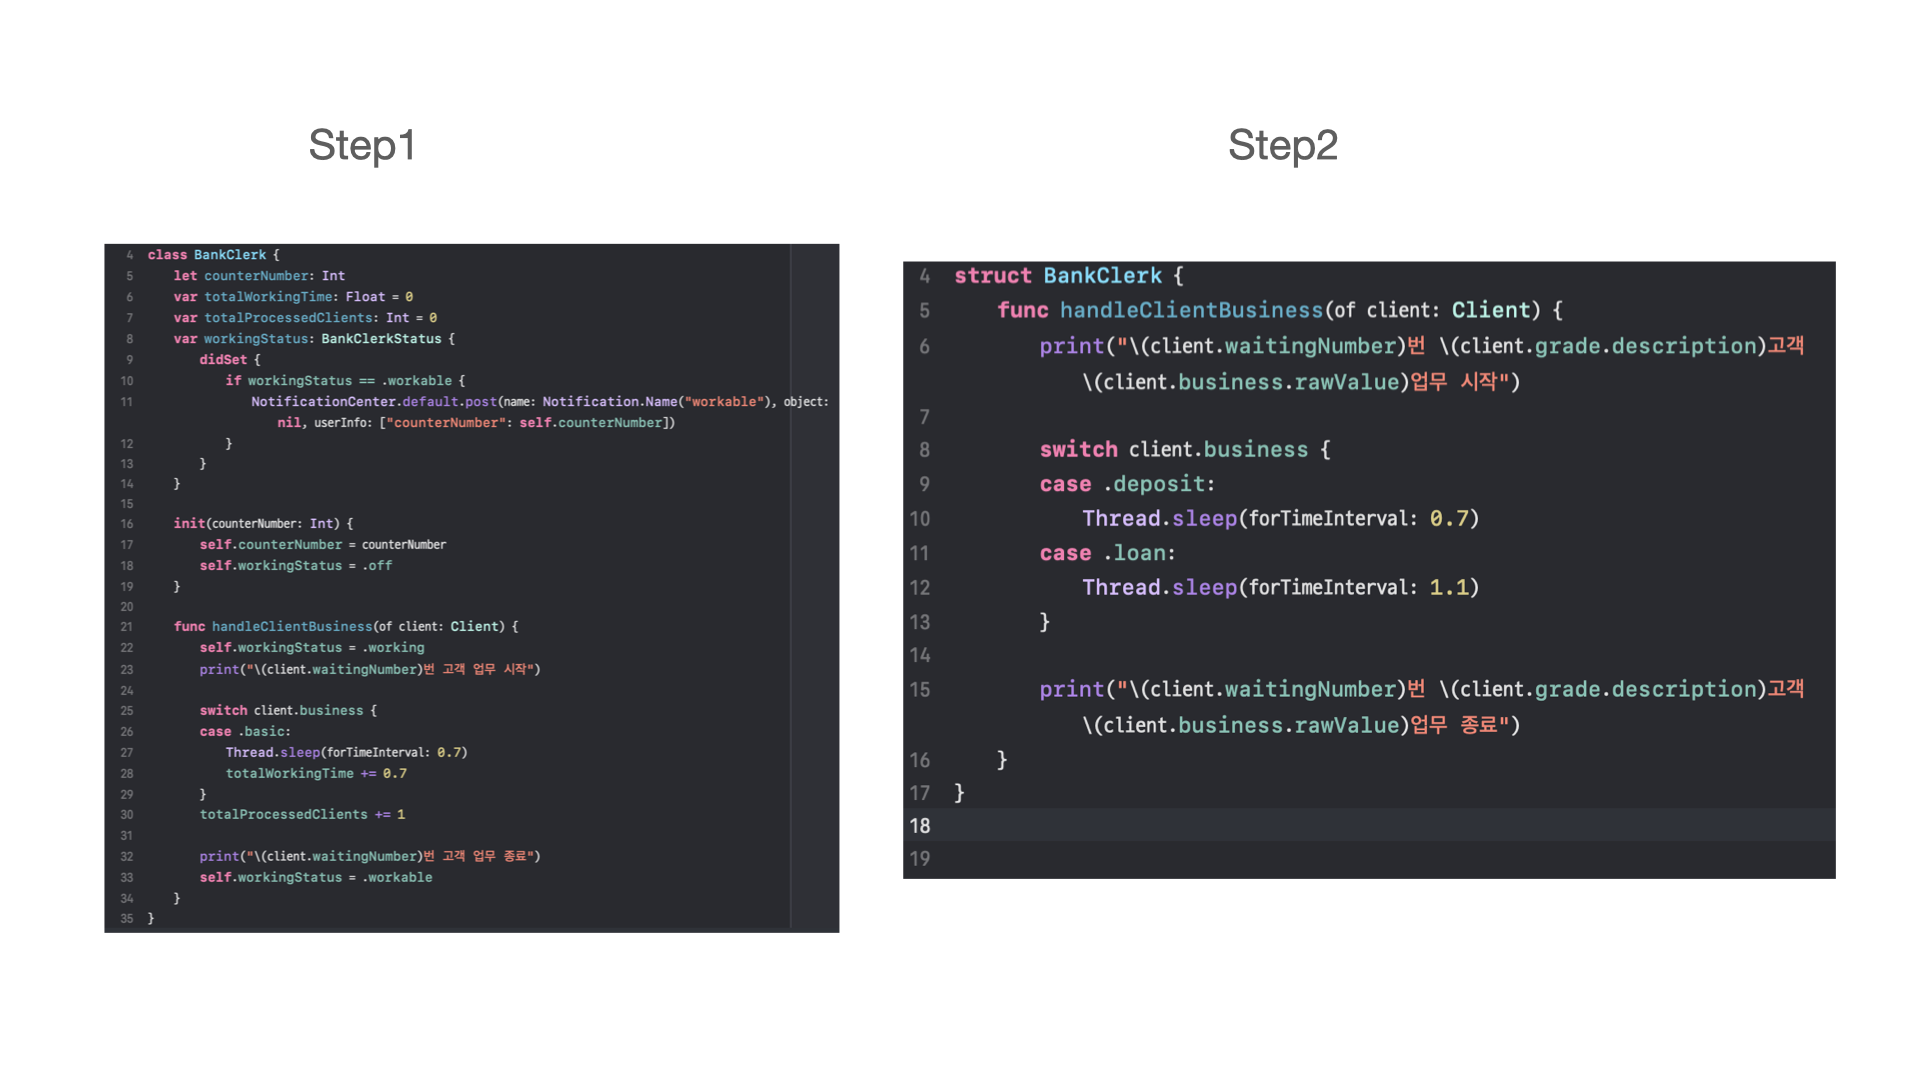 Step1
4 class BankClerk {
5 let counterNumber: Int
6 var totalWorkingTime: Float = 0
7 var totalProcessedClients: Int = 0
8 var workingStatus: BankClerkStatus {
9 didSet {
10 if workingStatus == .workable {
11 NotificationCenter.default.post(name: Notification.Name("workable"), object:
nil, userInfo: ["counterNumber": self.counterNumber])
12 }
13 }
14 }
15
16 init(counterNumber: Int) {
17 self.counterNumber = counterNumber
18 self.workingStatus = .off
19 }
20
21 func handleClientBusiness(of client: Client) {
22 self.workingStatus = .working
23 print("\(client.waitingNumber)번 고객 업무 시작")
24
25 switch client.business {
26 case .basic:
27 Thread.sleep(forTimeInterval: 0.7)
28 totalWorkingTime += 0.7
29 }
30 totalProcessedClients += 1
31
32 print("\(client.waitingNumber)번 고객 업무 종료")
33 self.workingStatus = .workable
34 }
35 }
Step2
4 struct BankClerk {
5 func handleClientBusiness(of client: Client) {
6 print("\(client.waitingNumber)번 \(client.grade.description)고객
\(client.business.rawValue)업무 시작")
7
8 switch client.business {
9 case .deposit:
10 Thread.sleep(forTimeInterval: 0.7)
11 case .loan:
12 Thread.sleep(forTimeInterval: 1.1)
13 }
14
15 print("\(client.waitingNumber)번 \(client.grade.description)고객
\(client.business.rawValue)업무 종료")
16 }
17 }
18
19